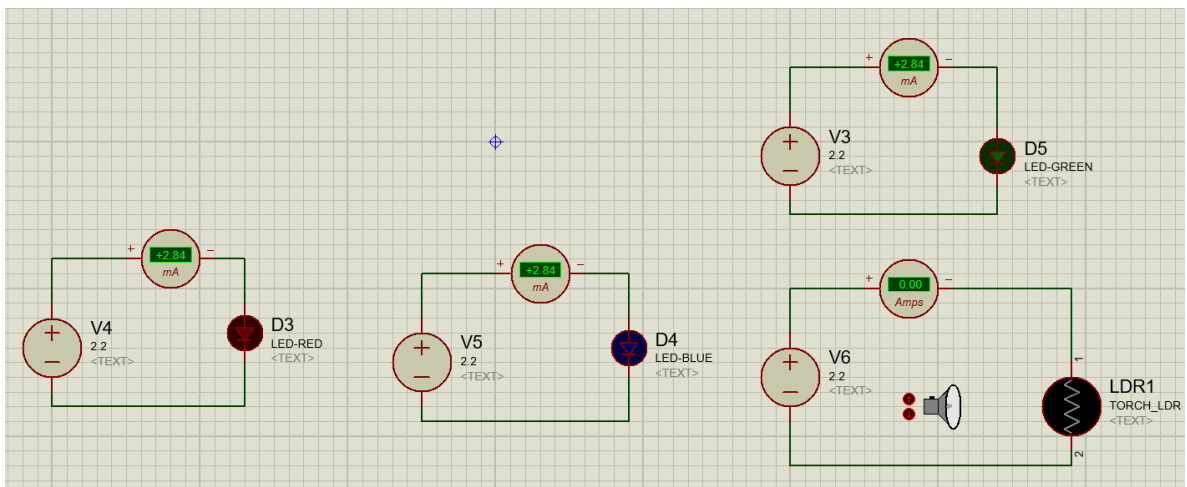 +2.84
mA
V3
2.2
<TEXT>
D5
LED-GREEN
<TEXT>
+2.84
mA
V4
2.2
<TEXT>
D3
LED-RED
<TEXT>
+2.84
mA
V5
2.2
<TEXT>
D4
LED-BLUE
<TEXT>
0.00
Amps
V6
2.2
<TEXT>
1
LDR1
TORCH_LDR
<TEXT>
2